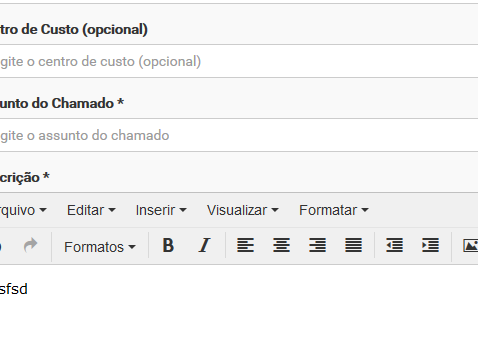 tro de Custo (opcional)
gite o centro de custo (opcional)
unto do Chamado *
gite o assunto do chamado
crição *
rquivo Editar Inserir Visualizar Formatar
Formatos B I
sfsd